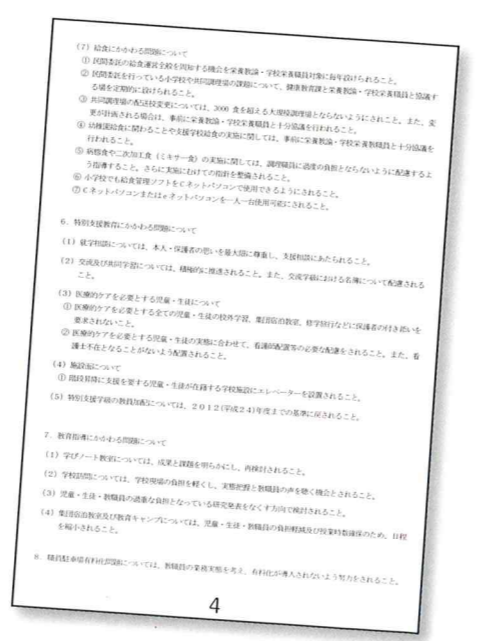 (7) 給食にかかわる問題について
① 民間委託の給食運営全般を周知する機会を栄養教諭・学校栄養職員対象に毎年設けられること。
② 民間委託を行っている小学校や共同調理場の課題について、健康教育課と栄養教諭・学校栄養職員と協議す
る場を定期的に設けられること。
③ 共同調理場の配送校変更については、3000 食を超える大規模調理場とならないようにされこと。また、変
更が計画される場合は、事前に栄養教諭・学校栄養職員と十分協議を行われること。
④ 幼稚園給食に関わることや支援学校給食の実施に関しては、事前に栄養教諭・学校栄養教職員と十分協議を
行われること。
⑤ 病態食や二次加工食（ミキサー食）の実施に関しては、調理職員に過度の負担とならないように配慮するよ
う指導すること。さらに実施にむけての指針を整備されること。
⑥ 小学校でも給食管理ソフトをCネットパソコンで使用できるようにされること。
⑦ Cネットパソコンまたはeネットパソコンを一人一台使用可能にされること。
6．特別支援教育にかかわる問題について
(1) 就学相談については、本人・保護者の思いを最大限に尊重し、支援相談にあたられること。
(2) 交流及び共同学習については、積極的に推進されること。また、交流学級における名簿について配慮される
こと。
(3) 医療的ケアを必要とする児童・生徒について
① 医療的ケアを必要とする全ての児童・生徒の校外学習、集団宿泊教室、修学旅行などに保護者の付き添いを
要求されないこと。
② 医療的ケアを必要とする児童・生徒の実態に合わせて、看護師配置等の必要な配慮をされること。また、看
護士不在となることがないよう配置されること。
(4) 施設面について
① 階段昇降に支援を要する児童・生徒が在籍する学校施設にエレベーターを設置されること。
(5) 特別支援学級の教員加配については、2012(平成24)年度までの基準に戻されること。
7．教育指導にかかわる問題について
(1) 学びノート教室については、成果と課題を明らかにし、再検討されること。
(2) 学校訪問については、学校現場の負担を軽くし、実態把握と教職員の声を聴く機会とされること。
(3) 児童・生徒・教職員の過重な負担となっている研究発表をなくす方向で検討されること。
(4) 集団宿泊教室及び教育キャンプについては、児童・生徒・教職員の負担軽減及び授業時数確保のため、日程
を縮小されること。
8．職員駐車場有料化問題については、教職員の業務実態を考え、有料化が導入されないよう努力をされること。
4